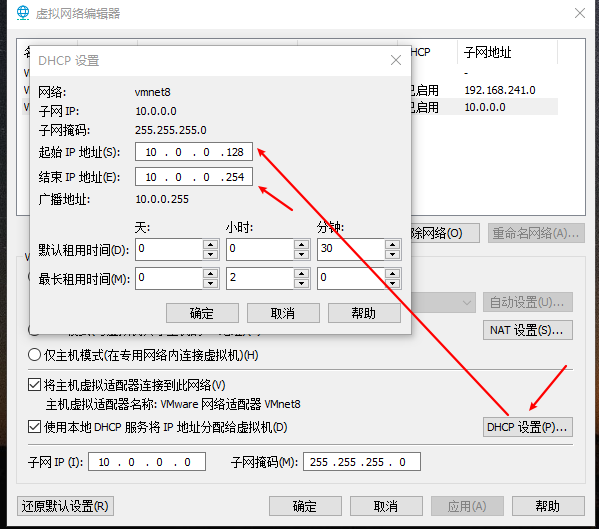 虚拟网络编辑器
DHCP 设置
子网地址
-
已启用 192.168.241.0
已启用 10.0.0.0
网络: vmnet8
子网 IP: 10.0.0.0
子网掩码: 255.255.255.0
起始 IP 地址(S): 10 . 0 . 0 .128
结束 IP 地址(E): 10 . 0 . 0 .254
广播地址: 10.0.0.255
天: 小时: 分钟:
默认租用时间(D): 0 0 30
最长租用时间(M): 0 2 0
确定 取消 帮助
除网络(O) 重命名网络(A)...
自动设置(U)...
NAT 设置(S)...
仅主机模式(在专用网络内连接虚拟机)(H)
将主机虚拟适配器连接到此网络(V)
主机虚拟适配器名称: VMware 网络适配器 VMnet8
使用本地 DHCP 服务将 IP 地址分配给虚拟机(D) DHCP 设置(P)...
子网 IP (I): 10 . 0 . 0 . 0 子网掩码(M): 255 .255 .255 . 0
还原默认设置(R) 确定 取消 应用(A) 帮助